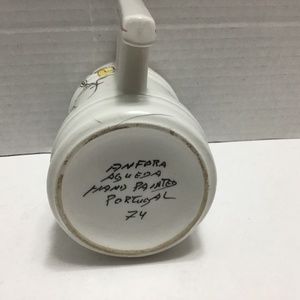 ANFORA
AGUEDA
HAND PAINTED
PORTUGAL
74